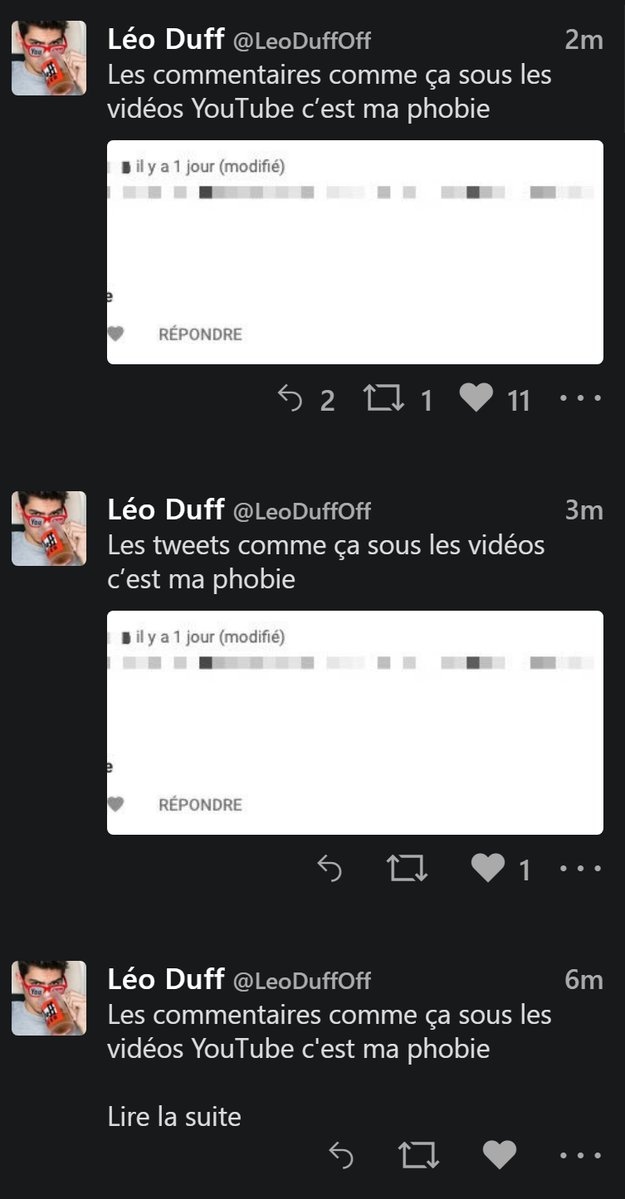 Léo Duff @LeoDuffOff 2m
Les commentaires comme ça sous les
vidéos YouTube c’est ma phobie
il y a 1 jour (modifié)
e
RÉPONDRE
2 1 11
Léo Duff @LeoDuffOff 3m
Les tweets comme ça sous les vidéos
c’est ma phobie
il y a 1 jour (modifié)
e
RÉPONDRE
1
Léo Duff @LeoDuffOff 6m
Les commentaires comme ça sous les
vidéos YouTube c'est ma phobie
Lire la suite